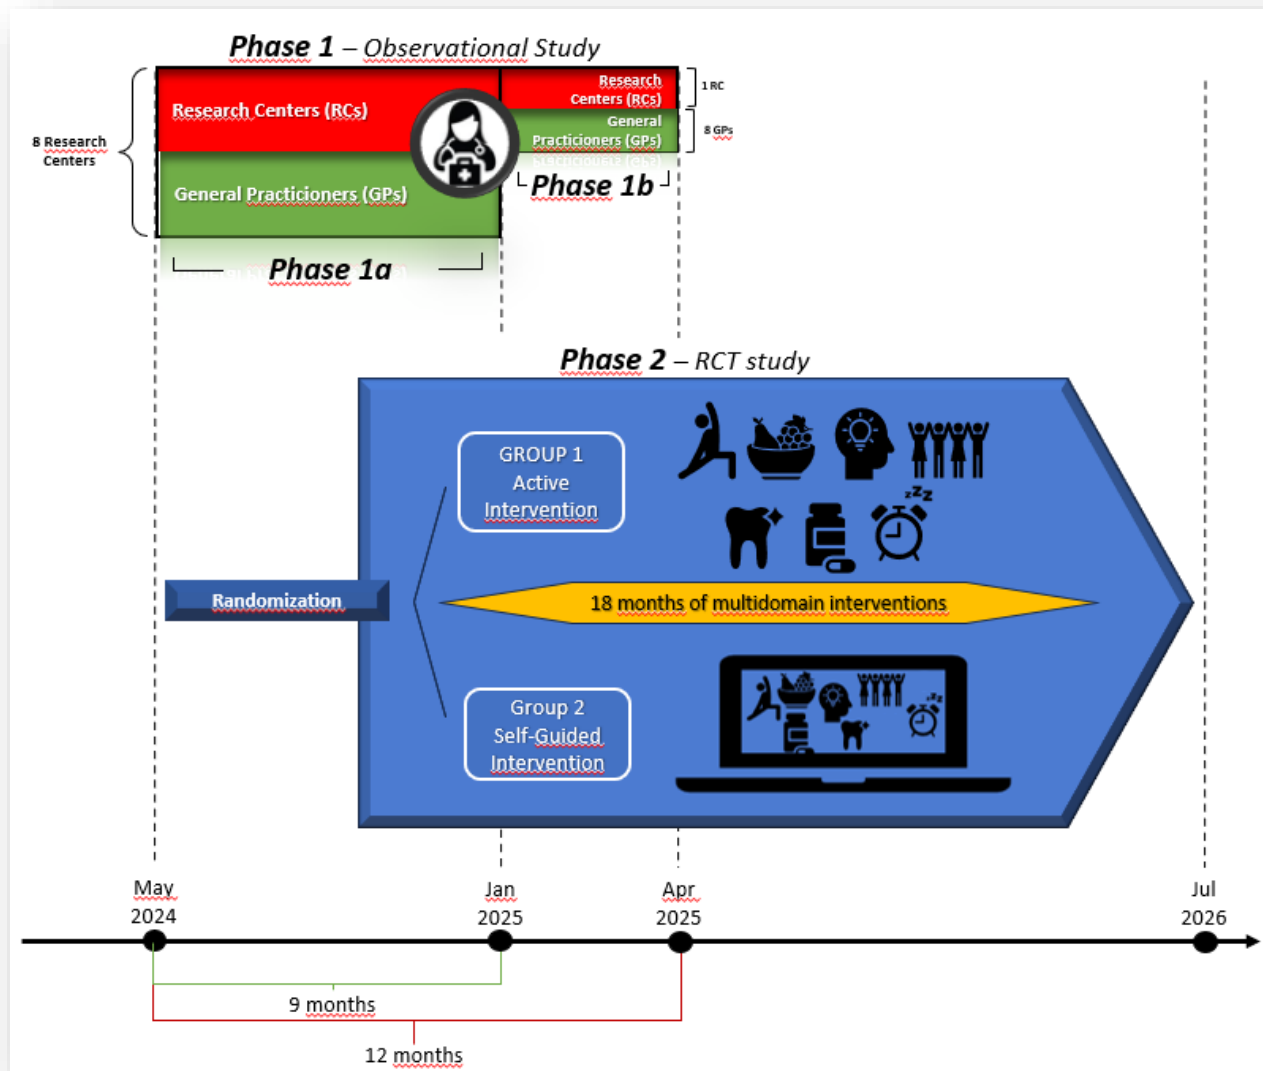 Phase 1 – Observational Study
8 Research
Centers
Research Centers (RCs)
General Practicioners (GPs)
Research
Centers (RCs)
General
Practicioners (GPs)
1 RC
8 GPs
Phase 1a
Phase 1b
Phase 2 – RCT study
Randomization
GROUP 1
Active
Intervention
zzZ
18 months of multidomain interventions
Group 2
Self-Guided
Intervention
May
2024
Jan
2025
Apr
2025
Jul
2026
9 months
12 months